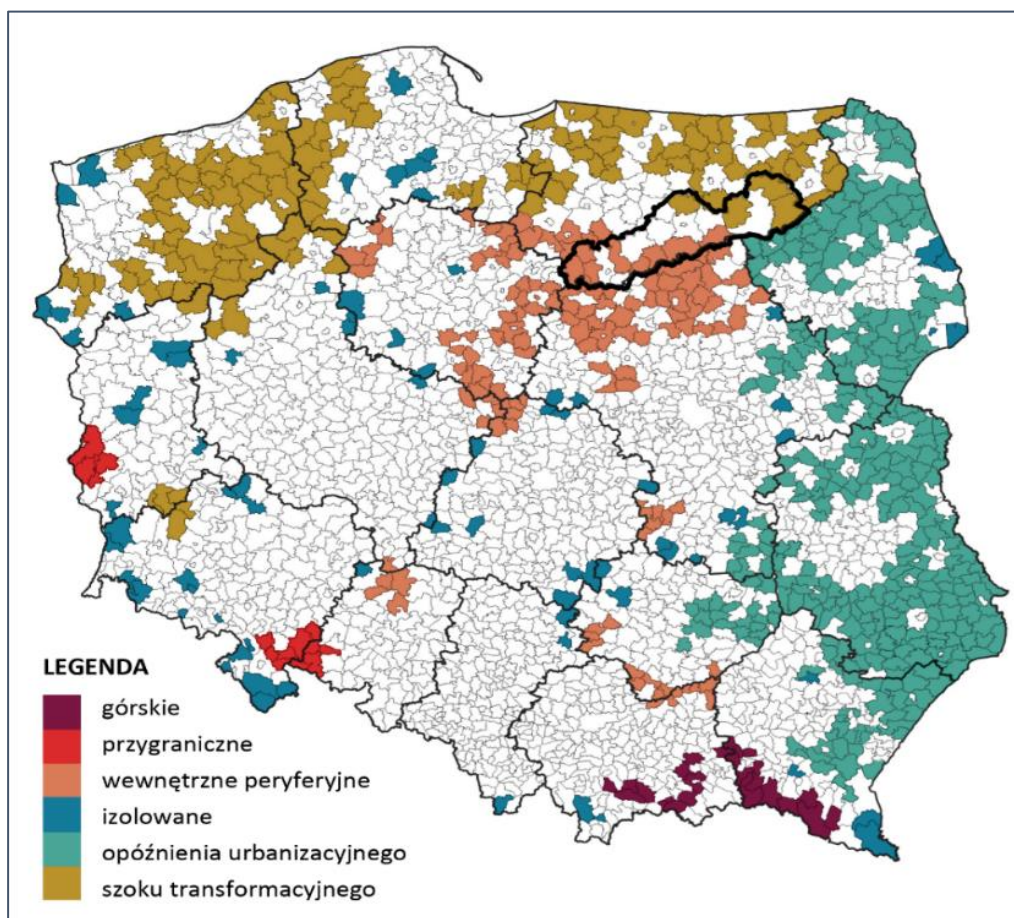 LEGENDA
górskie
przygraniczne
wewnętrzne peryferyjne
izolowane
opóźnienia urbanizacyjnego
szoku transformacyjnego